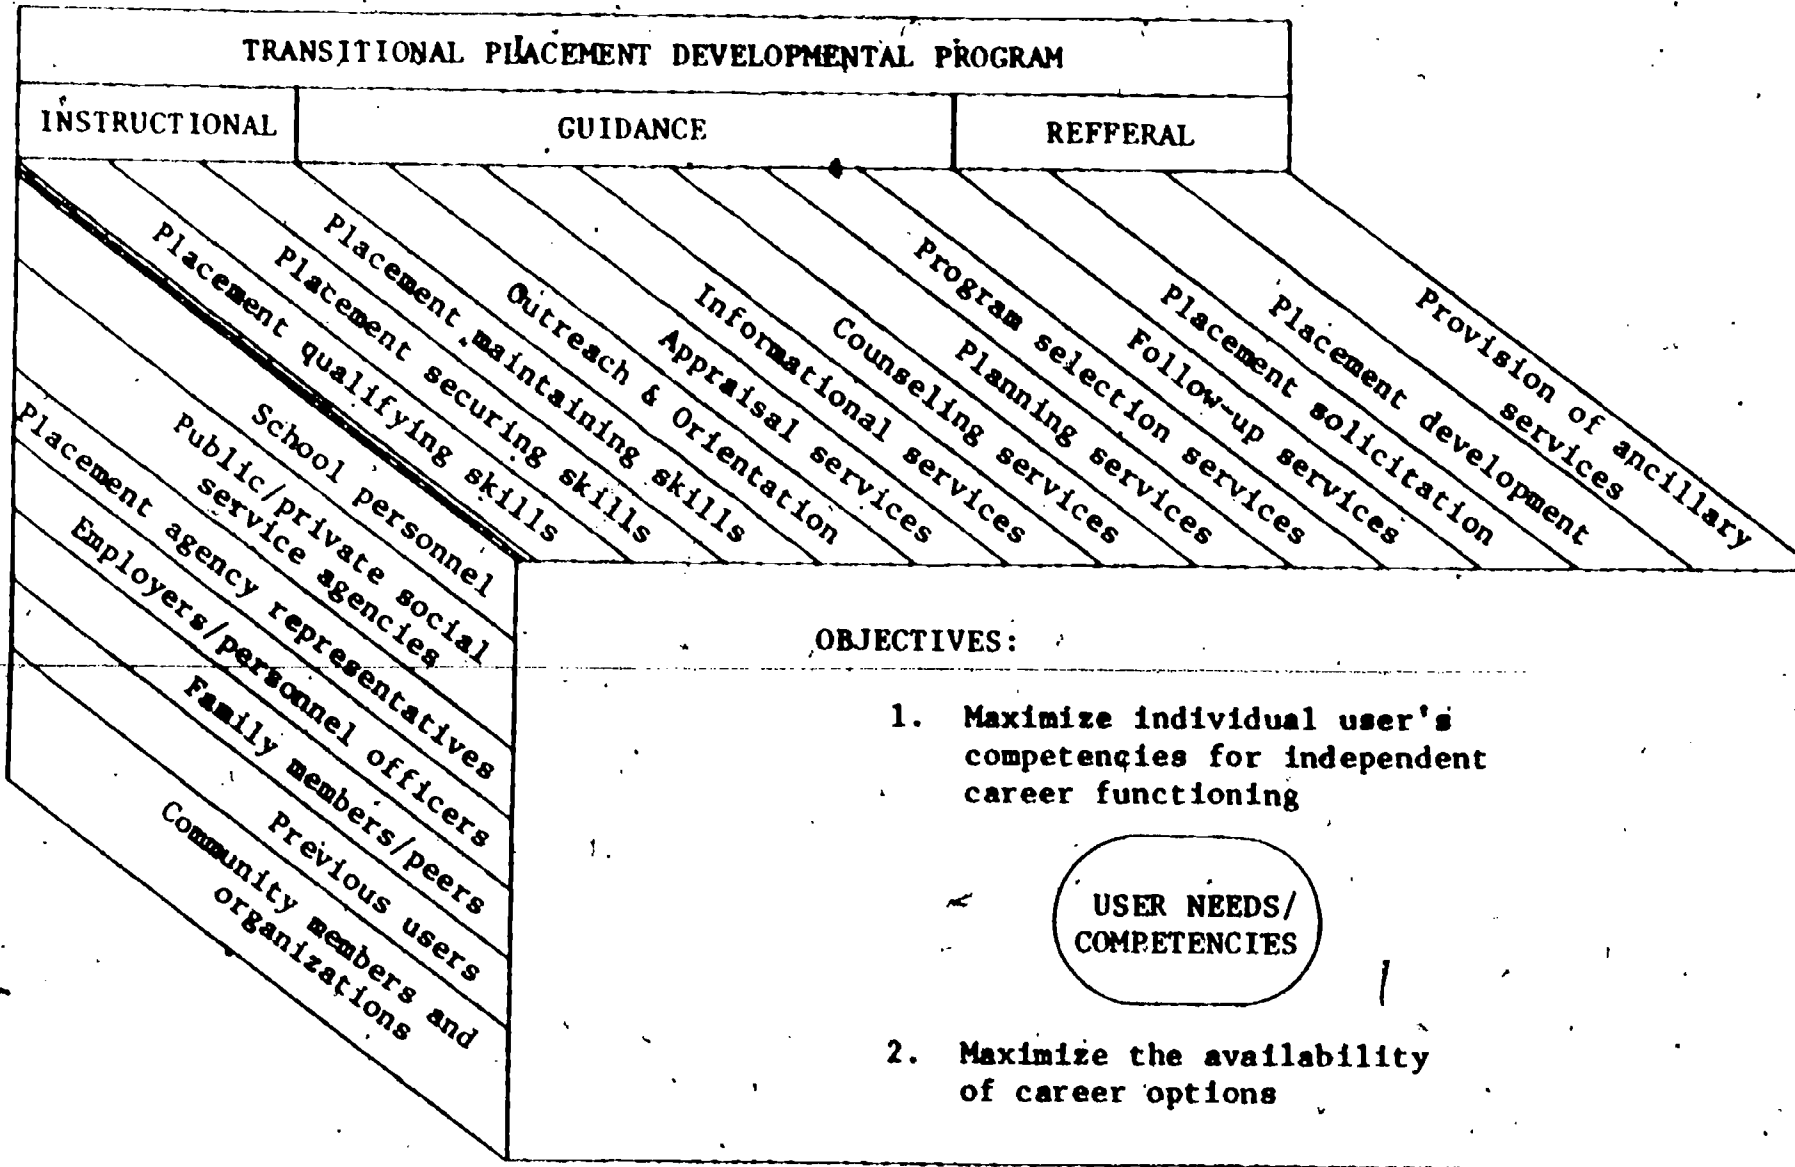 TRANSITIONAL PLACEMENT DEVELOPMENTAL PROGRAM
INSTRUCTIONAL
GUIDANCE
REFFERAL
Placement qualifying skills
Placement securing skills
Placement maintaining skills
Outreach & Orientation
Appraisal services
Informational services
Counseling services
Planning services
Program selection services
Follow-up services
Placement solicitation
Placement development
Provision of ancillary
services
School personnel
Public/private social
service agencies
Placement agency representatives
Employers/personnel officers
Family members/peers
Previous users
Community members and
organizations
OBJECTIVES:
1. Maximize individual user's
competencies for independent
career functioning
USER NEEDS/
COMPETENCIES
2. Maximize the availability
of career options